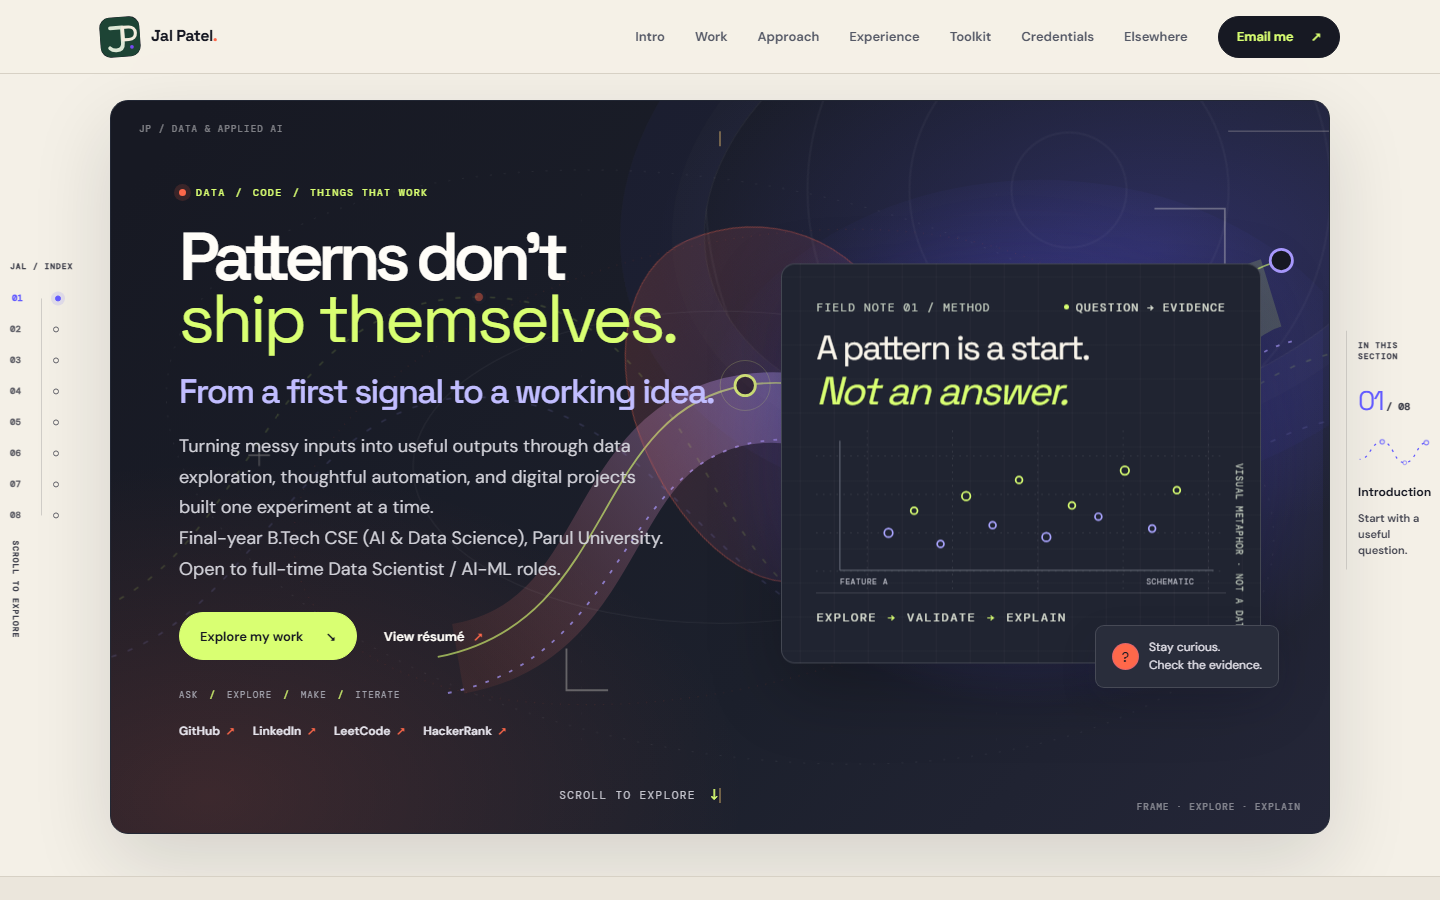 Jal Patel.
Intro
Work
Approach
Experience
Toolkit
Credentials
Elsewhere
Email me ↗
JP / DATA & APPLIED AI
DATA / CODE / THINGS THAT WORK
Patterns don't
ship themselves.
From a first signal to a working idea.
Turning messy inputs into useful outputs through data
exploration, thoughtful automation, and digital projects
built one experiment at a time.
Final-year B.Tech CSE (AI & Data Science), Parul University.
Open to full-time Data Scientist / AI-ML roles.
Explore my work ↘
View résumé ↗
ASK / EXPLORE / MAKE / ITERATE
GitHub ↗ LinkedIn ↗ LeetCode ↗ HackerRank ↗
SCROLL TO EXPLORE ↓
FIELD NOTE 01 / METHOD
QUESTION → EVIDENCE
A pattern is a start.
Not an answer.
FEATURE A
SCHEMATIC
VISUAL METAPHOR · NOT A DAT
EXPLORE → VALIDATE → EXPLAIN
?
Stay curious.
Check the evidence.
FRAME · EXPLORE · EXPLAIN
JAL / INDEX
01
02
03
04
05
06
07
08
SCROLL TO EXPLORE
IN THIS
SECTION
01 / 08
Introduction
Start with a
useful
question.